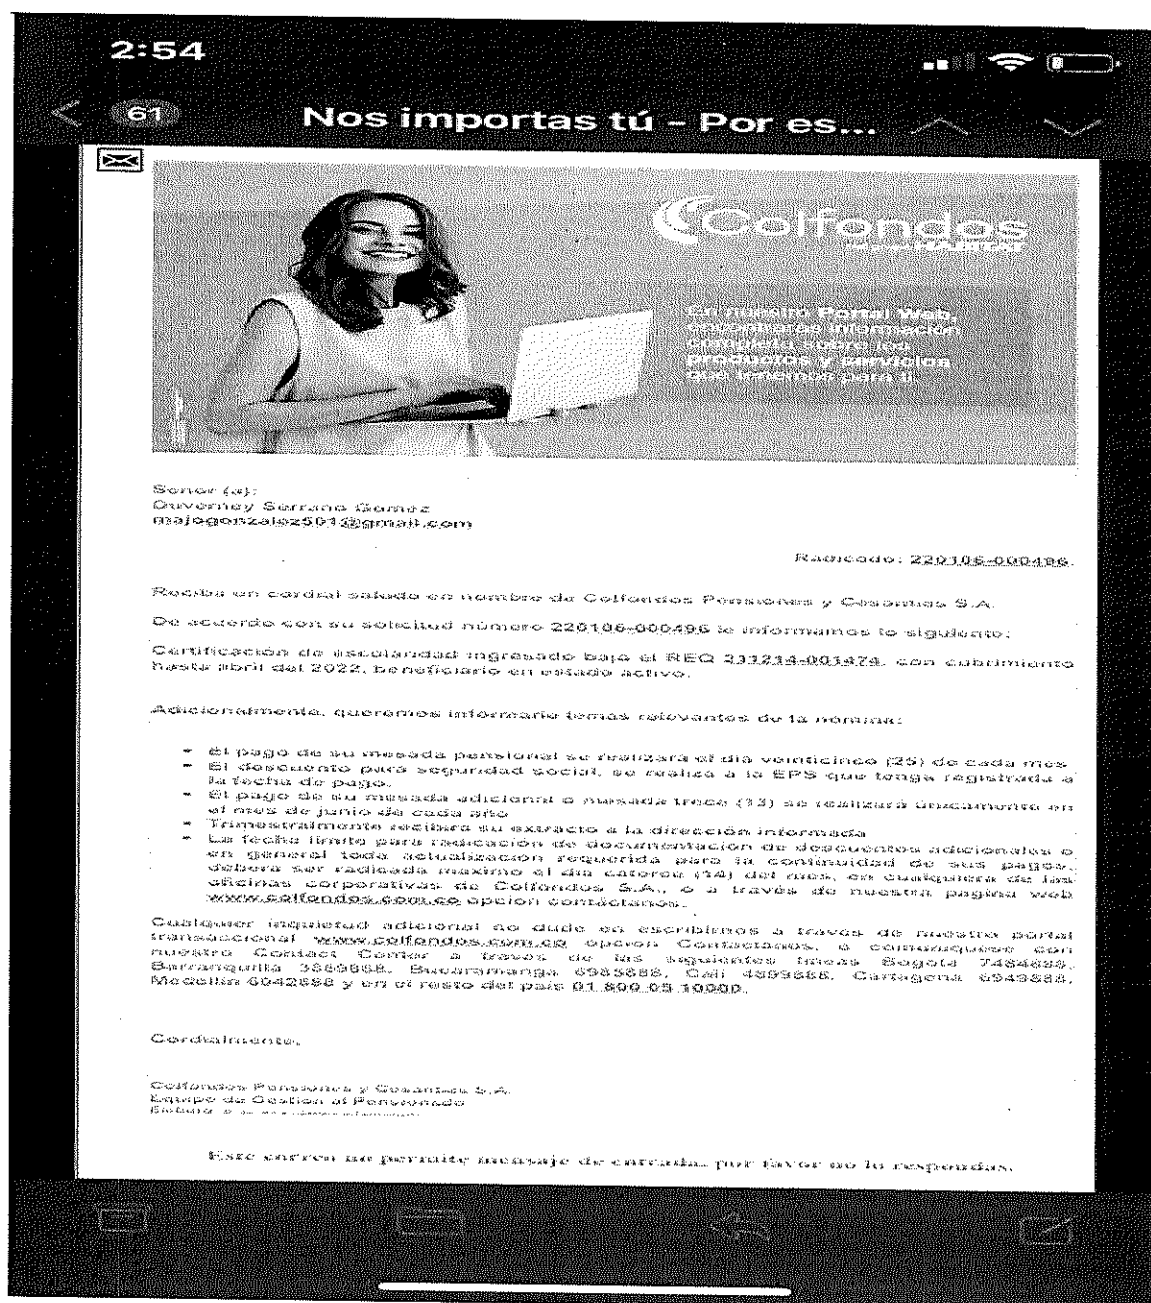 2:54
61
Nos importas tú - Por es...
Colfondos
En nuestro Portal Web,
encontrarás información
completa sobre los
productos y servicios
que tenemos para ti
Señor (a):
Duverney Serrano Gomez
majogonzalez501@gmail.com
Radicado: 220106-000496.
Reciba un cordial saludo en nombre de Colfondos Pensiones y Cesantías S.A.
De acuerdo con su solicitud número 220106-000496 le informamos lo siguiente:
Certificación de escolaridad ingresado bajo el REQ 211214-001474, con cubrimiento
hasta abril del 2022, beneficiario en estado activo.
Adicionalmente, queremos informarle temas relevantes de la nómina:
- El pago de su mesada pensional se realizará el día veinticinco (25) de cada mes
- El descuento para seguridad social, se realiza a la EPS que tenga registrada a
la fecha de pago.
- El pago de su mesada adicional o mesada trece (13) se realizará únicamente en
el mes de junio de cada año
- Trimestralmente recibirá su extracto a la dirección informada
- La fecha límite para radicación de documentación de descuentos adicionales o
en general toda actualización requerida para la continuidad de sus pagos,
deberá ser radicada máximo el día catorce (14) del mes, en cualquiera de las
oficinas corporativas de Colfondos S.A., o a través de nuestra página web
www.colfondos.com.co opción contáctanos.
Cualquier inquietud adicional no dude en escribirnos a través de nuestro portal
transaccional www.colfondos.com.co opción Contáctanos, o comuníquese con
nuestro Contact Center a través de las siguientes líneas Bogotá 7484888,
Barranquilla 3869888, Bucaramanga 6985888, Cali 4899888, Cartagena 6949888,
Medellín 6042888 y en el resto del país 01 800 05 10000.
Cordialmente,
Colfondos Pensiones y Cesantías S.A.
Equipo de Gestión al Pensionado
Este correo no permite mensaje de entrada, por favor no lo respondas.